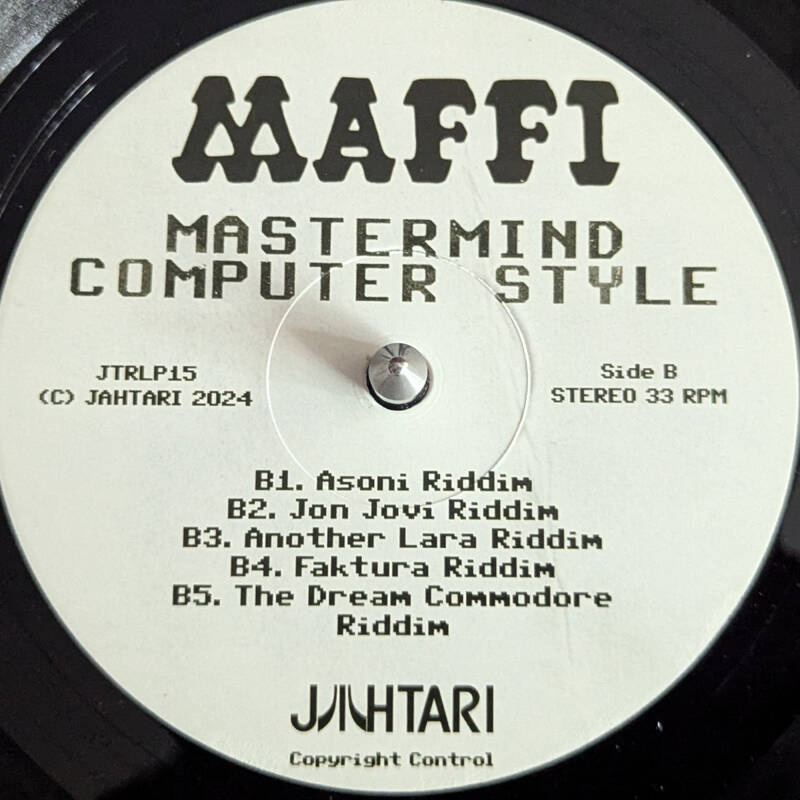 MAFFI
MASTERMIND
COMPUTER STYLE
JTRLP15
(C) JAHTARI 2024
Side B
STEREO 33 RPM
B1. Asoni Riddim
B2. Jon Jovi Riddim
B3. Another Lara Riddim
B4. Faktura Riddim
B5. The Dream Commodore
Riddim
JAHTARI
Copyright Control